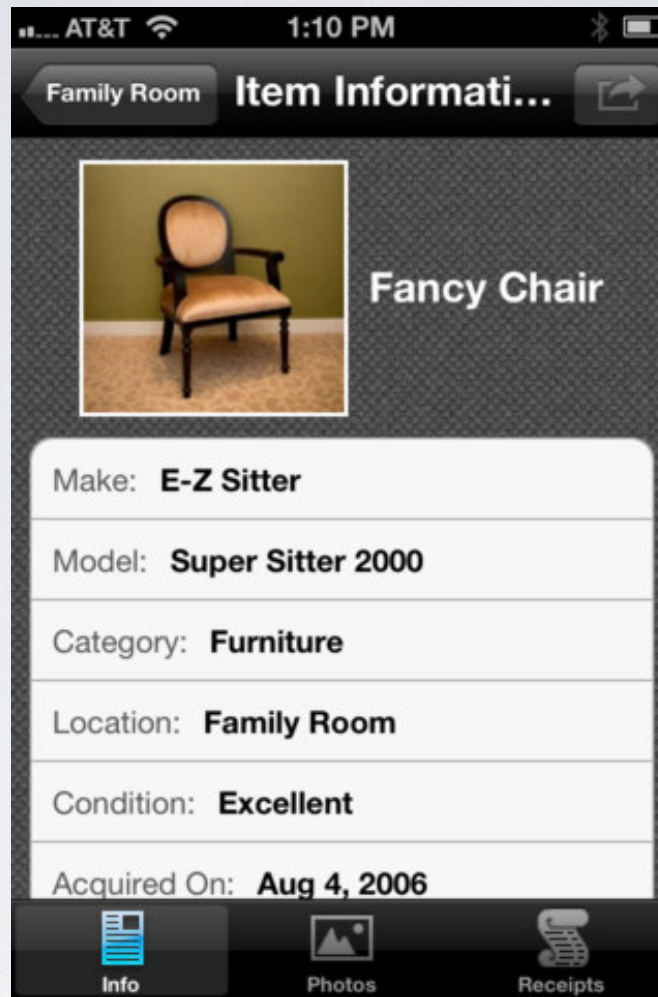 AT&T 1:10 PM
Family Room Item Informati...
Fancy Chair
Make: E-Z Sitter
Model: Super Sitter 2000
Category: Furniture
Location: Family Room
Condition: Excellent
Acquired On: Aug 4, 2006
Info Photos Receipts